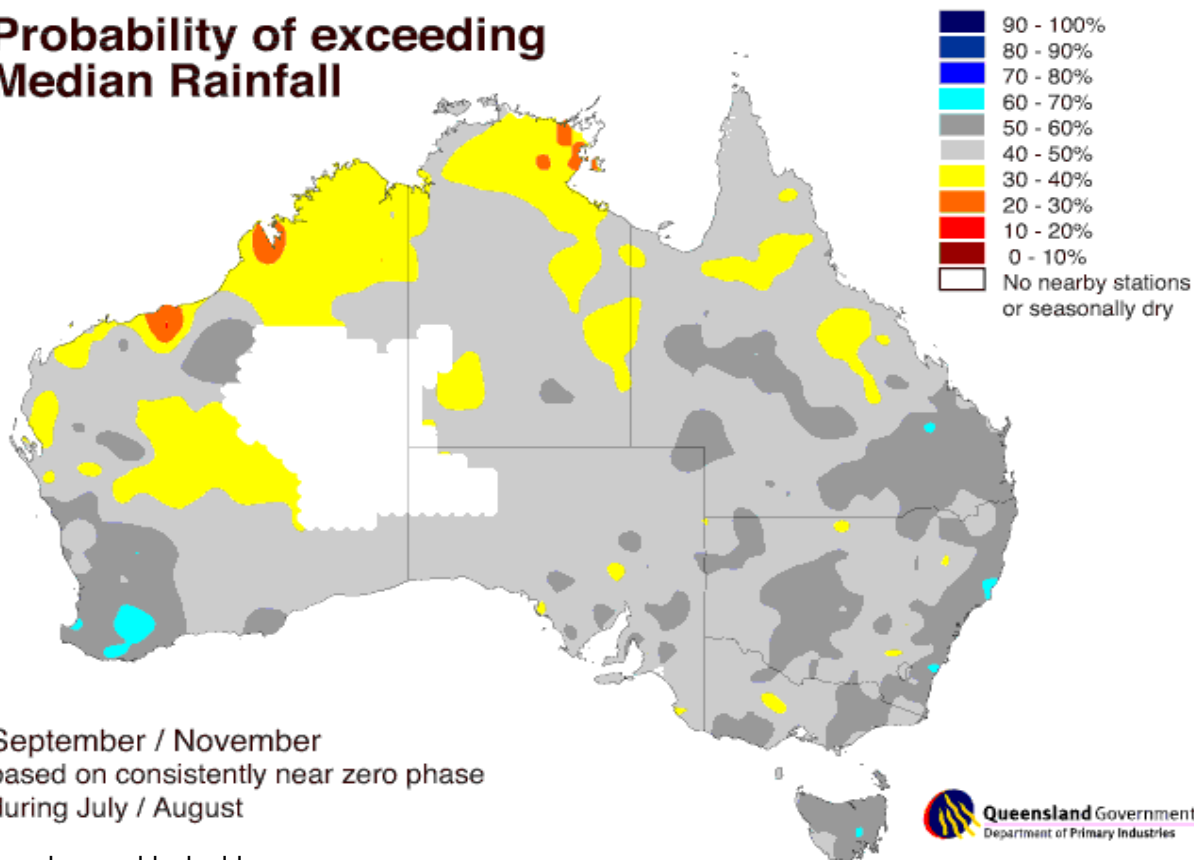 Probability of exceeding
Median Rainfall
90 - 100%
80 - 90%
70 - 80%
60 - 70%
50 - 60%
40 - 50%
30 - 40%
20 - 30%
10 - 20%
0 - 10%
No nearby stations
or seasonally dry
September / November
based on consistently near zero phase
during July / August
Queensland Government
Department of Primary Industries